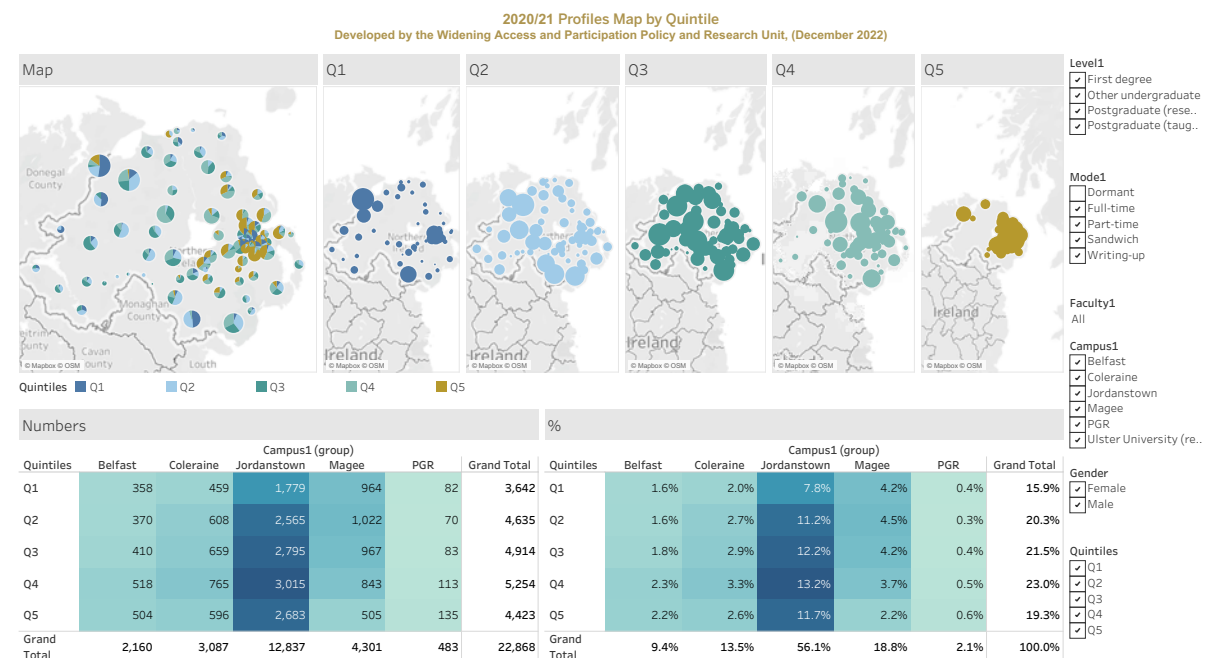 2020/21 Profiles Map by Quintile
Developed by the Widening Access and Participation Policy and Research Unit, (December 2022)
Map
Q1
Q2
Q3
Q4
Q5
Donegal
County
Northern
Ireland
Monaghan
County
Cavan
County
Louth
© Mapbox © OSM
Ireland
© Mapbox © OSM
Ireland
© Mapbox © OSM
Ireland
© Mapbox © OSM
© Mapbox © OSM
Ireland
© Mapbox © OSM
Quintiles Q1 Q2 Q3 Q4 Q5
Level1
First degree
Other undergraduate
Postgraduate (rese..
Postgraduate (taug..
Mode1
Dormant
Full-time
Part-time
Sandwich
Writing-up
Faculty1
All
Campus1
Belfast
Coleraine
Jordanstown
Magee
PGR
Ulster University (re..
Gender
Female
Male
Quintiles
Q1
Q2
Q3
Q4
Q5
Numbers
Campus1 (group)
Quintiles Belfast Coleraine Jordanstown Magee PGR Grand Total
Q1 358 459 1,779 964 82 3,642
Q2 370 608 2,565 1,022 70 4,635
Q3 410 659 2,795 967 83 4,914
Q4 518 765 3,015 843 113 5,254
Q5 504 596 2,683 505 135 4,423
Grand
Total 2,160 3,087 12,837 4,301 483 22,868
%
Campus1 (group)
Quintiles Belfast Coleraine Jordanstown Magee PGR Grand Total
Q1 1.6% 2.0% 7.8% 4.2% 0.4% 15.9%
Q2 1.6% 2.7% 11.2% 4.5% 0.3% 20.3%
Q3 1.8% 2.9% 12.2% 4.2% 0.4% 21.5%
Q4 2.3% 3.3% 13.2% 3.7% 0.5% 23.0%
Q5 2.2% 2.6% 11.7% 2.2% 0.6% 19.3%
Grand
Total 9.4% 13.5% 56.1% 18.8% 2.1% 100.0%